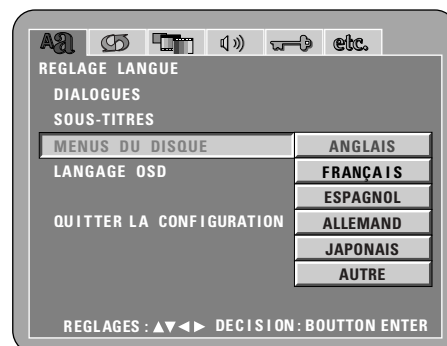 Aa etc.
REGLAGE LANGUE
DIALOGUES
SOUS-TITRES
MENUS DU DISQUE ANGLAIS
LANGAGE OSD FRANÇAIS
ESPAGNOL
QUITTER LA CONFIGURATION ALLEMAND
JAPONAIS
AUTRE
REGLAGES : ▲▼◄► DECISION : BOUTTON ENTER